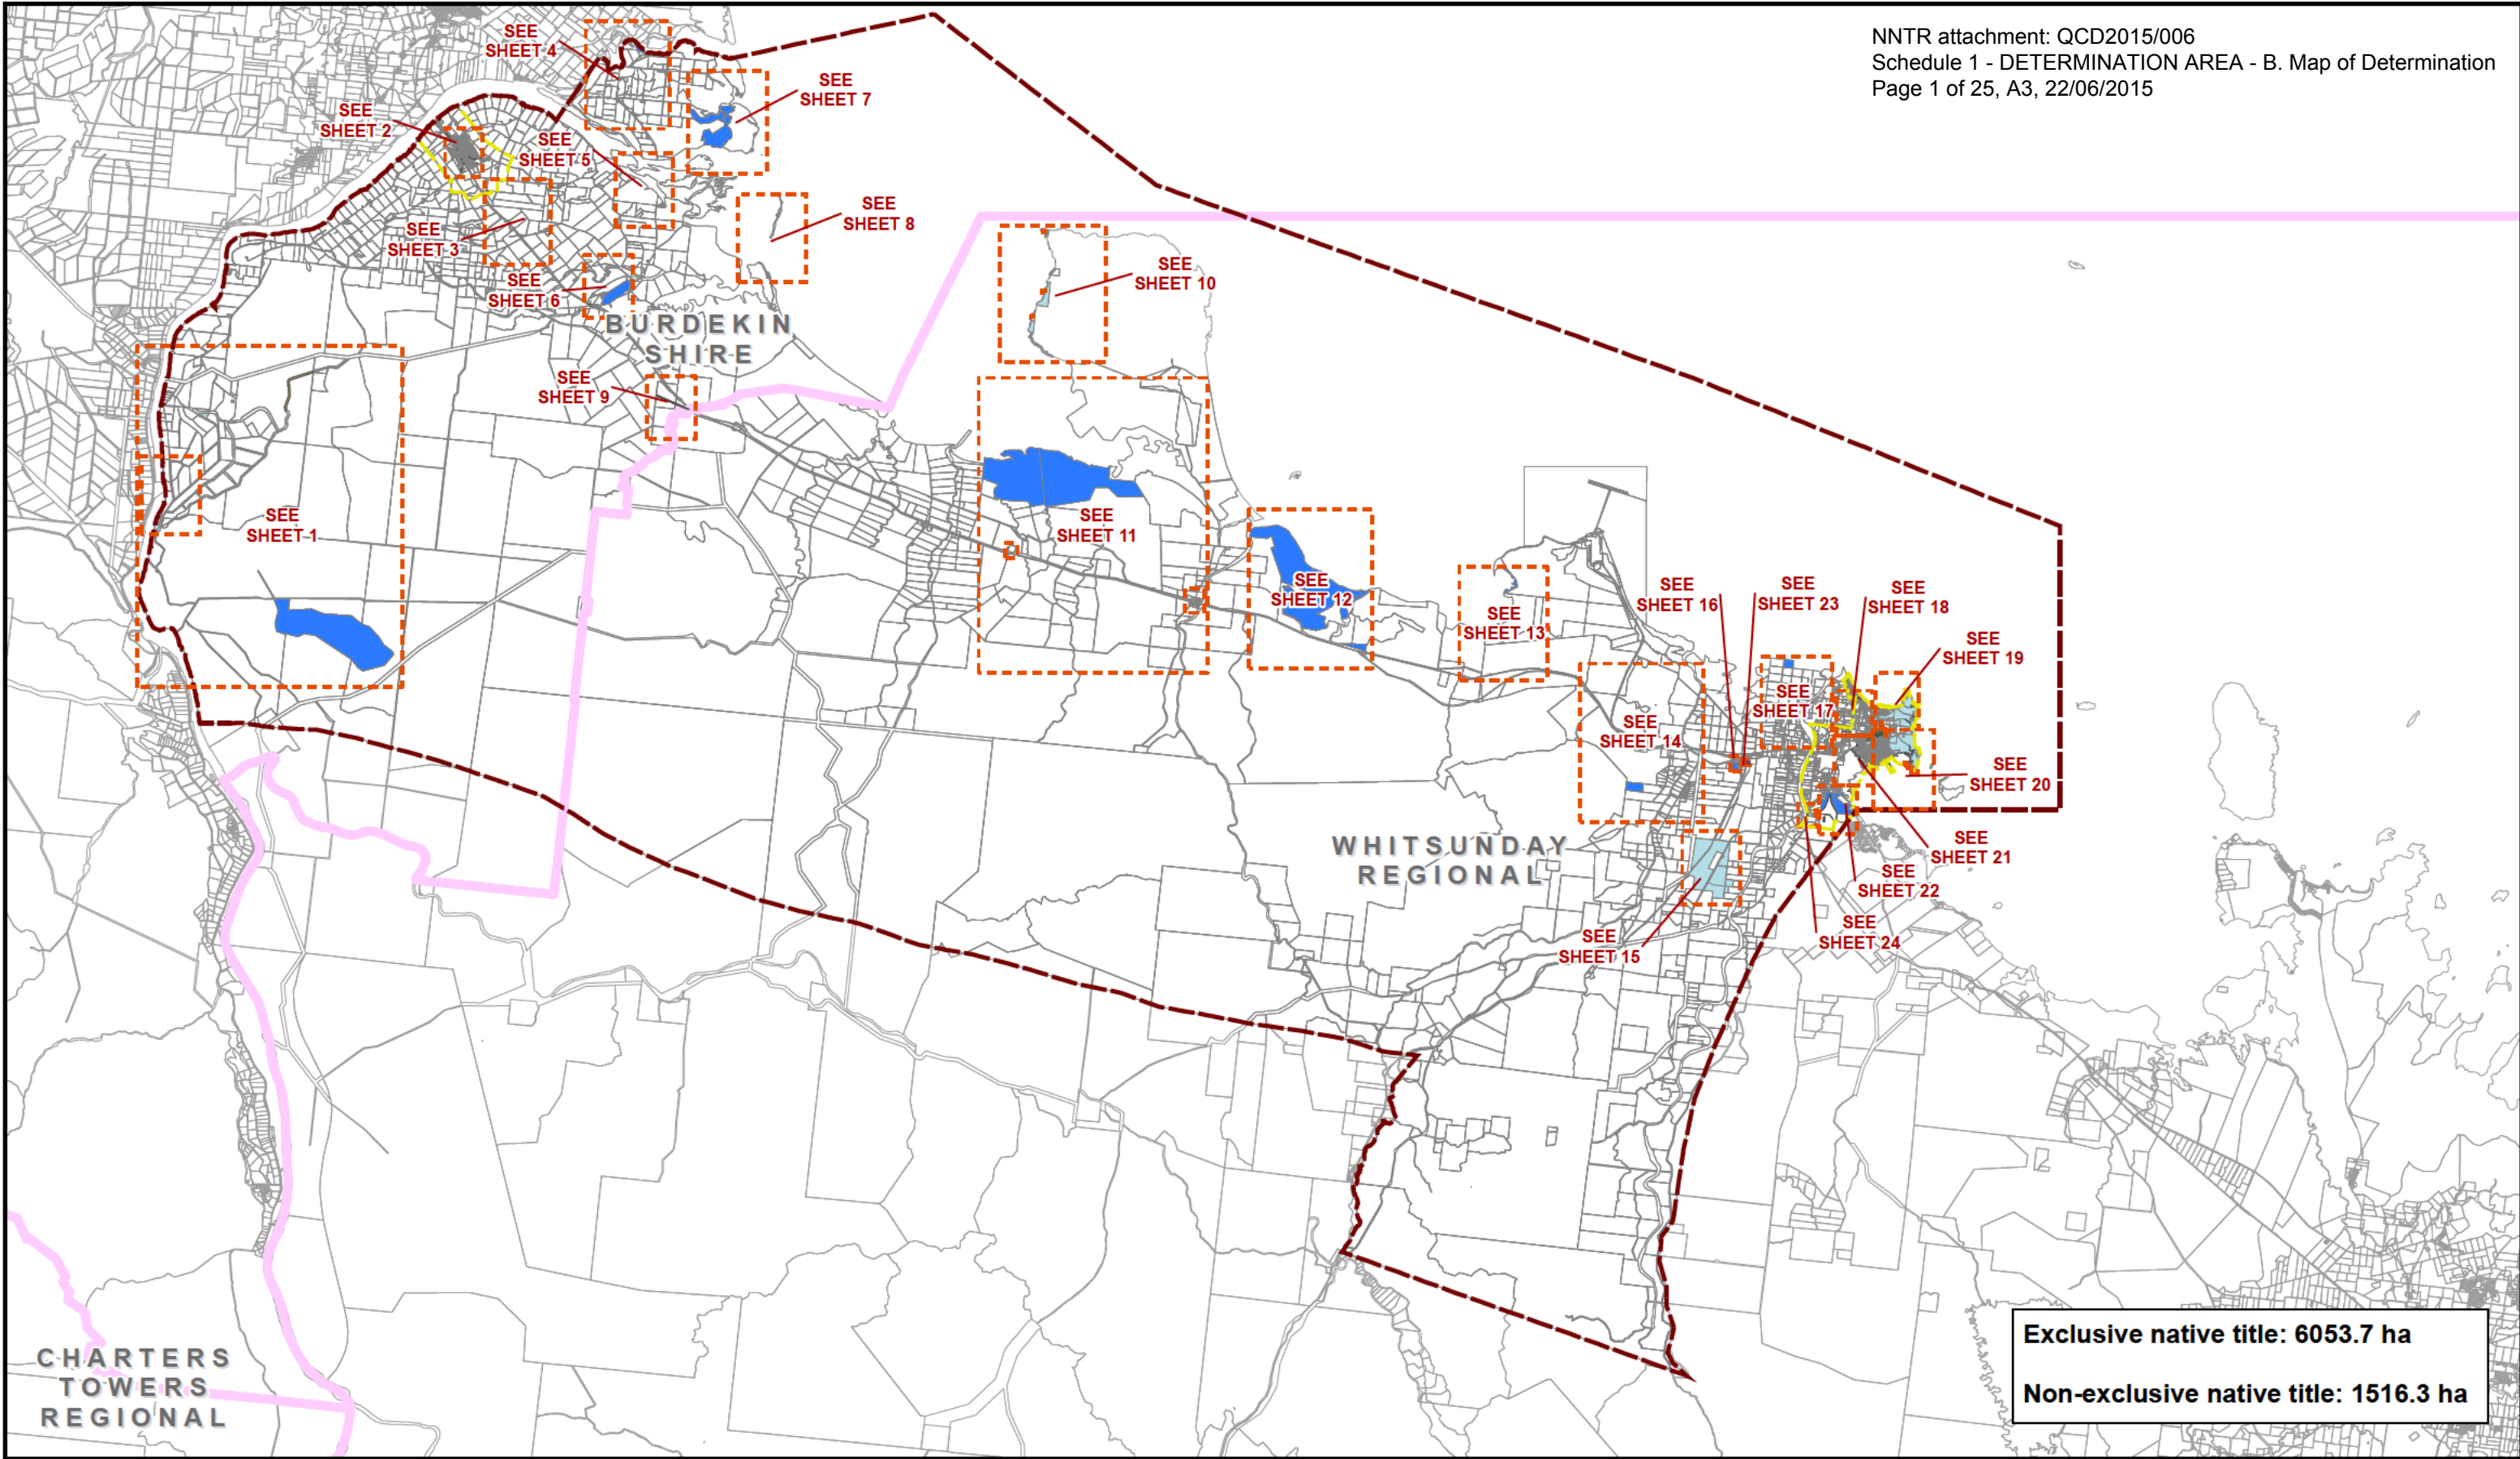 NNTR attachment: QCD2015/006
Schedule 1 - DETERMINATION AREA - B. Map of Determination
Page 1 of 25, A3, 22/06/2015
SEE
SHEET 4
SEE
SHEET 7
SEE
SHEET 2
SEE
SHEET 5
SEE
SHEET 8
SEE
SHEET 3
SEE
SHEET 6
SEE
SHEET 10
BURDEKIN
SHIRE
SEE
SHEET 9
SEE
SHEET 1
SEE
SHEET 11
SEE
SHEET 12
SEE
SHEET 13
SEE
SHEET 16
SEE
SHEET 23
SEE
SHEET 18
SEE
SHEET 19
SEE
SHEET 17
SEE
SHEET 14
SEE
SHEET 20
SEE
SHEET 21
SEE
SHEET 22
SEE
SHEET 24
SEE
SHEET 15
WHITSUNDAY
REGIONAL
CHARTERS
TOWERS
REGIONAL
Exclusive native title: 6053.7 ha
Non-exclusive native title: 1516.3 ha